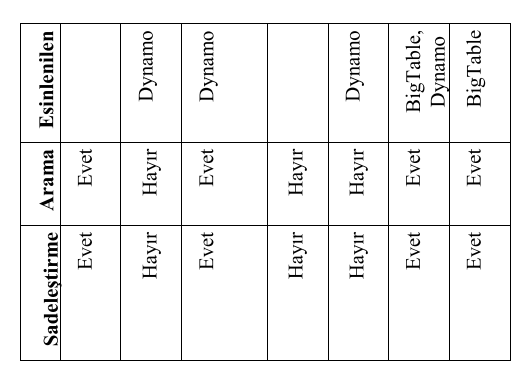 Sadeleştirme Arama Esinlenilen
Evet Evet
Hayır Hayır Dynamo
Evet Evet Dynamo
Hayır Hayır
Hayır Hayır Dynamo
Evet Evet BigTable,
Dynamo
Evet Evet BigTable